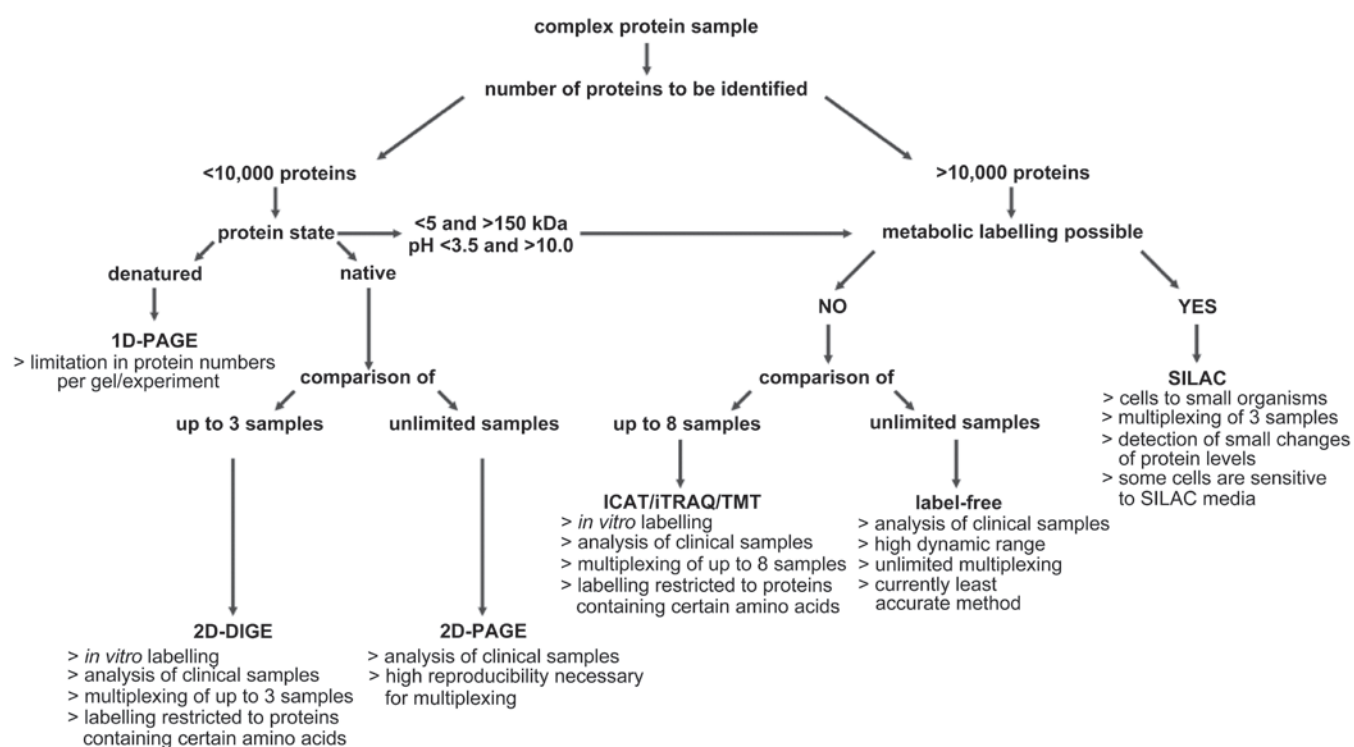 complex protein sample
number of proteins to be identified
<10,000 proteins
>10,000 proteins
protein state
<5 and >150 kDa
pH <3.5 and >10.0
metabolic labelling possible
denatured
native
NO
YES
1D-PAGE
> limitation in protein numbers
per gel/experiment
comparison of
up to 3 samples
unlimited samples
comparison of
up to 8 samples
unlimited samples
SILAC
> cells to small organisms
> multiplexing of 3 samples
> detection of small changes
of protein levels
> some cells are sensitive
to SILAC media
ICAT/iTRAQ/TMT
> in vitro labelling
> analysis of clinical samples
> multiplexing of up to 8 samples
> labelling restricted to proteins
containing certain amino acids
label-free
> analysis of clinical samples
> high dynamic range
> unlimited multiplexing
> currently least
accurate method
2D-DIGE
> in vitro labelling
> analysis of clinical samples
> multiplexing of up to 3 samples
> labelling restricted to proteins
containing certain amino acids
2D-PAGE
> analysis of clinical samples
> high reproducibility necessary
for multiplexing